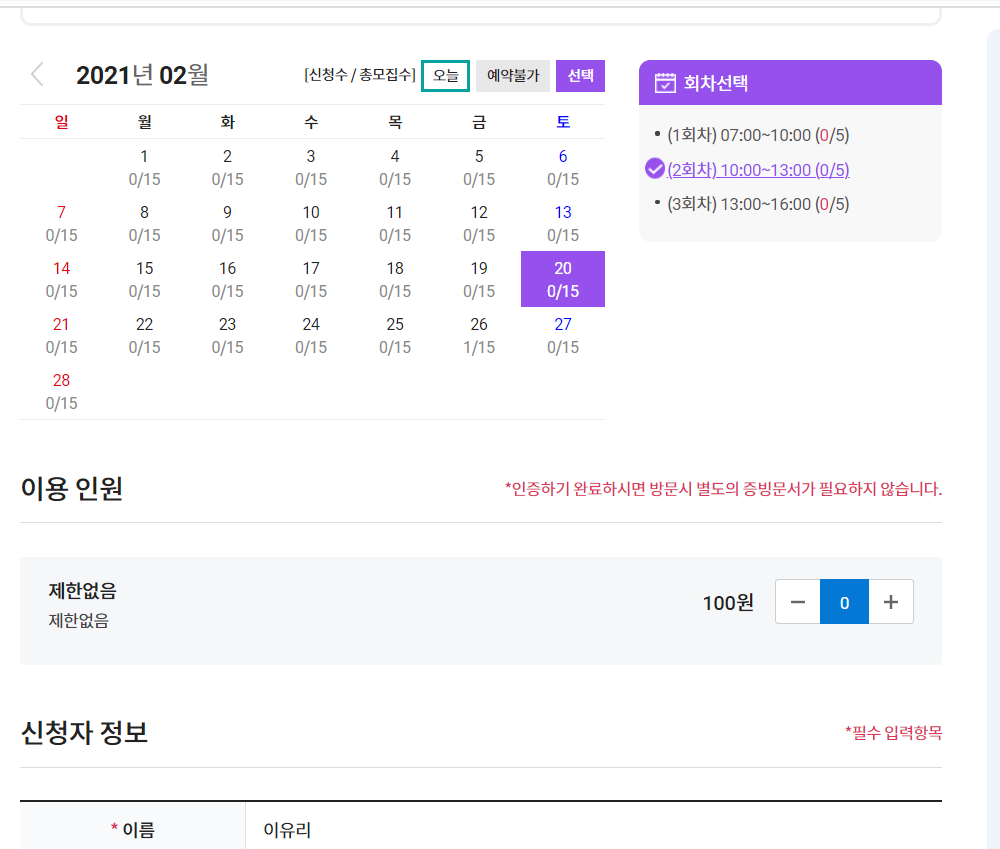 2021년 02월 [신청수 / 총모집수] 오늘 예약불가 선택
일 월 화 수 목 금 토
1 2 3 4 5 6
0/15 0/15 0/15 0/15 0/15 0/15
7 8 9 10 11 12 13
0/15 0/15 0/15 0/15 0/15 0/15 0/15
14 15 16 17 18 19 20
0/15 0/15 0/15 0/15 0/15 0/15 0/15
21 22 23 24 25 26 27
0/15 0/15 0/15 0/15 0/15 1/15 0/15
28
0/15
회차선택
(1회차) 07:00~10:00 (0/5)
(2회차) 10:00~13:00 (0/5)
(3회차) 13:00~16:00 (0/5)
이용 인원
*인증하기 완료하시면 방문시 별도의 증빙문서가 필요하지 않습니다.
제한없음
제한없음
100원 − 0 +
신청자 정보
*필수 입력항목
* 이름 이유리